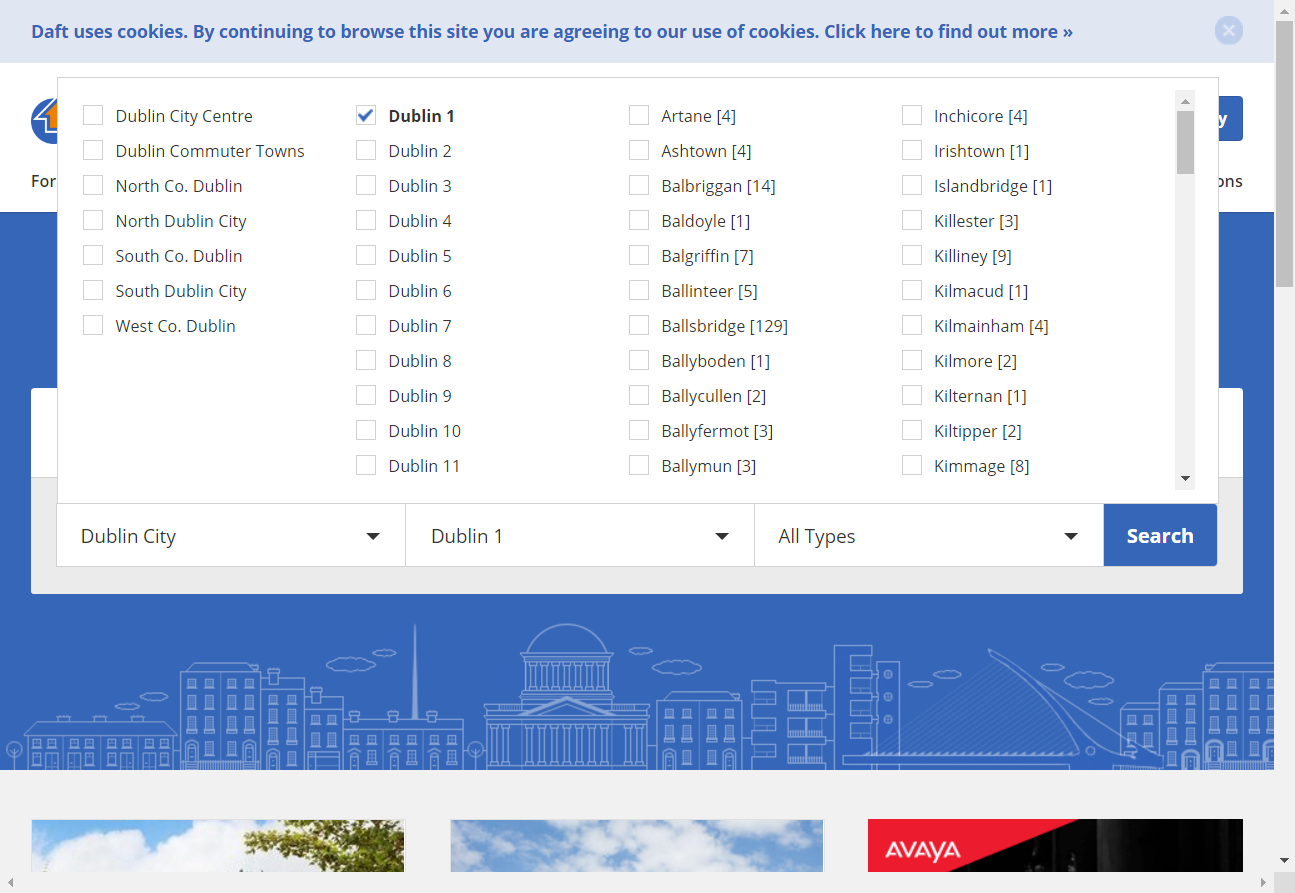 Daft uses cookies. By continuing to browse this site you are agreeing to our use of cookies. Click here to find out more »
For
y
ons
Dublin City Centre
Dublin Commuter Towns
North Co. Dublin
North Dublin City
South Co. Dublin
South Dublin City
West Co. Dublin
Dublin 1
Dublin 2
Dublin 3
Dublin 4
Dublin 5
Dublin 6
Dublin 7
Dublin 8
Dublin 9
Dublin 10
Dublin 11
Artane [4]
Ashtown [4]
Balbriggan [14]
Baldoyle [1]
Balgriffin [7]
Ballinteer [5]
Ballsbridge [129]
Ballyboden [1]
Ballycullen [2]
Ballyfermot [3]
Ballymun [3]
Inchicore [4]
Irishtown [1]
Islandbridge [1]
Killester [3]
Killiney [9]
Kilmacud [1]
Kilmainham [4]
Kilmore [2]
Kilternan [1]
Kiltipper [2]
Kimmage [8]
Dublin City
Dublin 1
All Types
Search
AVAYA